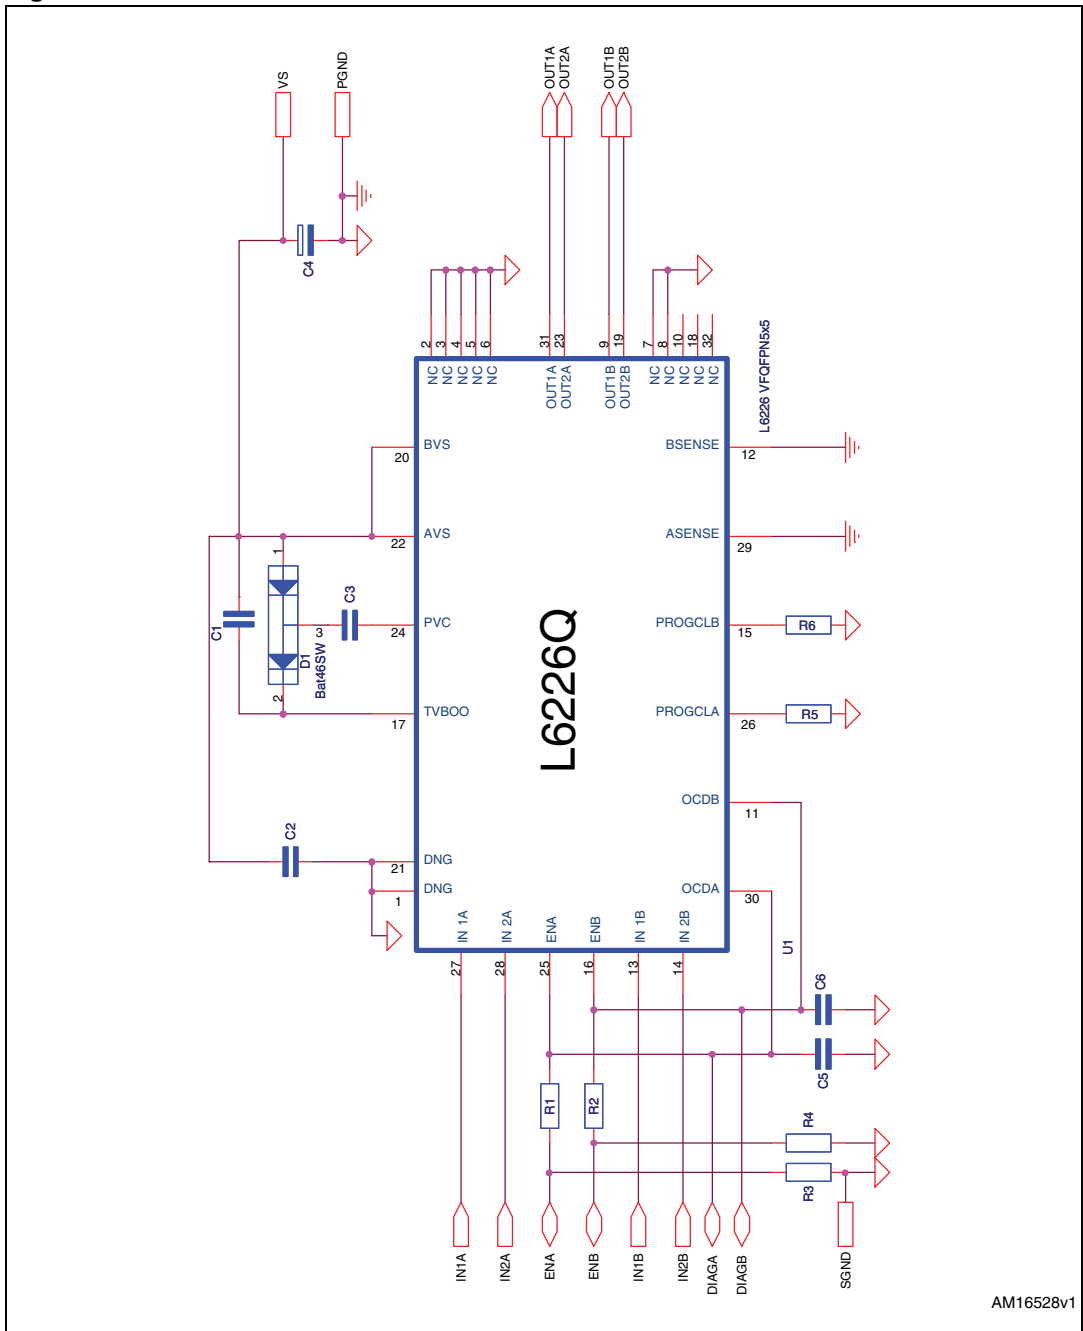 VS
PGND
OUT1A
OUT2A
OUT1B
OUT2B
C4
2
3
4
5
6
31
23
9
19
7
8
10
18
32
NC
NC
NC
NC
NC
OUT1A
OUT2A
OUT1B
OUT2B
NC
NC
NC
NC
NC
L6226 VFQFPN5x5
20
BVS
BSENSE
12
22
AVS
ASENSE
29
1
C1
C3
3
D1
Bat46SW
2
24
PVC
PROGCLB
15
R6
17
TVBOO
PROGCLA
26
R5
L6226Q
OCDB
11
C2
21
DNG
1
DNG
OCDA
30
IN 1A
IN 2A
ENA
ENB
IN 1B
IN 2B
U1
27
28
25
16
13
14
C6
C5
R1
R2
R4
R3
IN1A
IN2A
ENA
ENB
IN1B
IN2B
DIAGA
DIAGB
SGND
AM16528v1